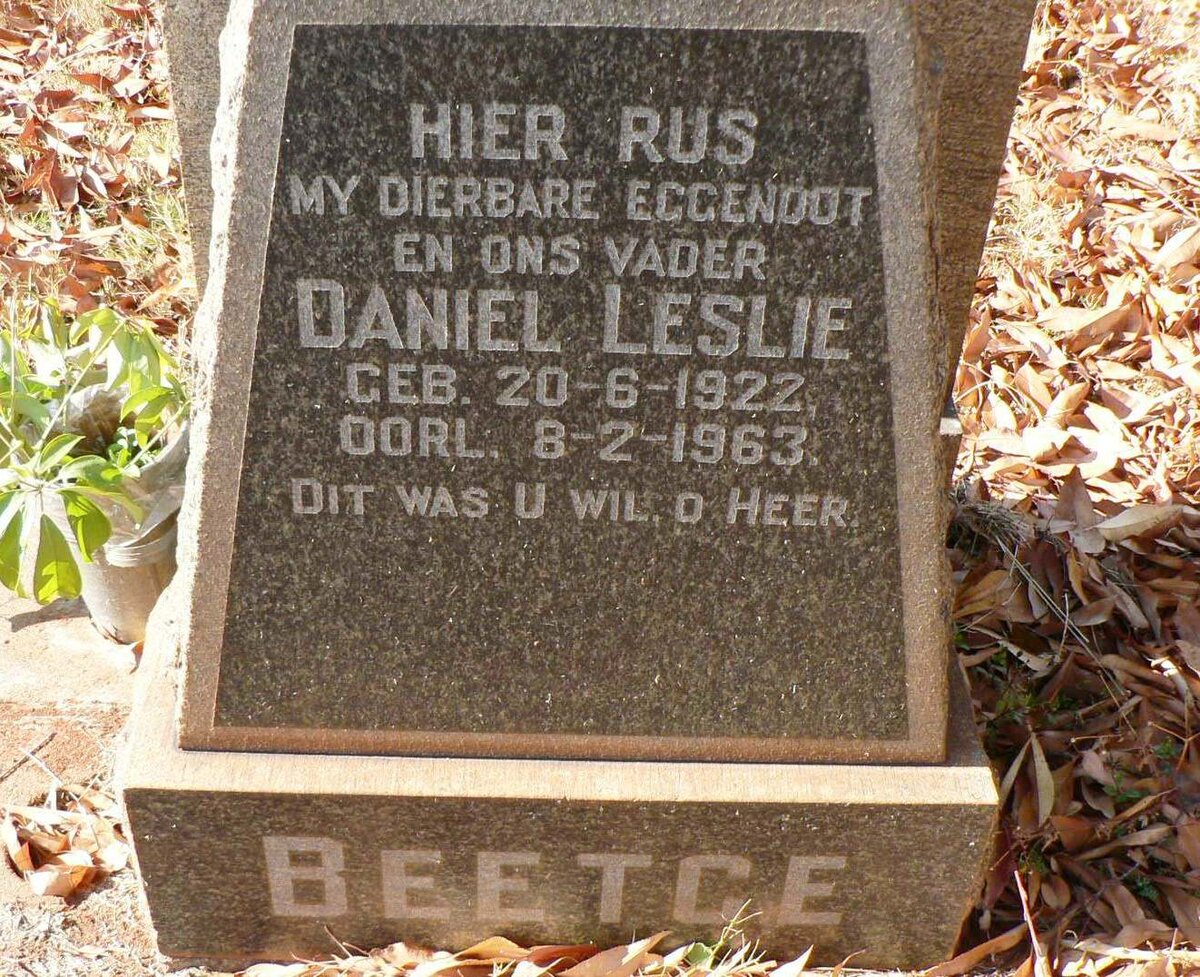 HIER RUS
MY DIERBARE EGGENOOT
EN ONS VADER
DANIEL LESLIE
GEB. 20-6-1922.
OORL. 8-2-1963.
DIT WAS U WIL, O HEER.
BEETGE